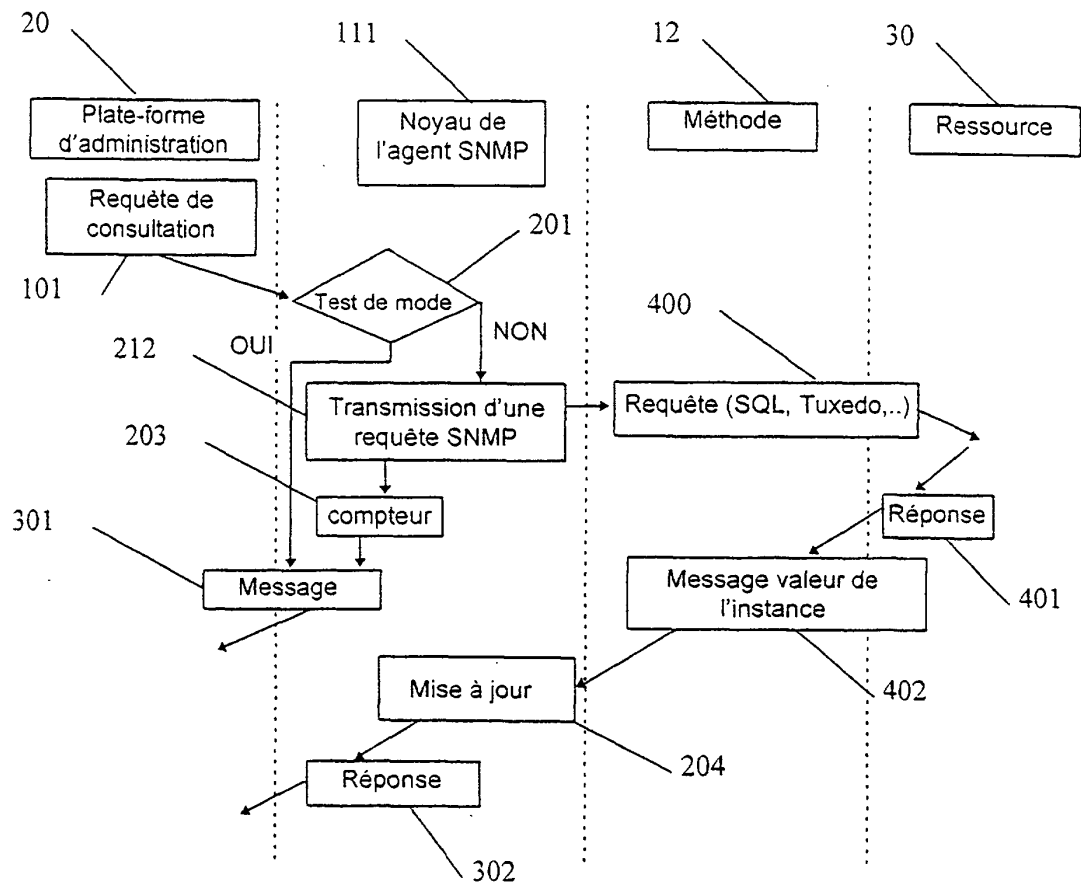 20
111
12
30
Plate-forme
d'administration
Noyau de
l'agent SNMP
Méthode
Ressource
Requête de
consultation
201
101
Test de mode
400
OUI
NON
212
Transmission d'une
requête SNMP
Requête (SQL, Tuxedo,..)
203
compteur
Réponse
301
Message
Message valeur de
l'instance
401
Mise à jour
402
204
Réponse
302